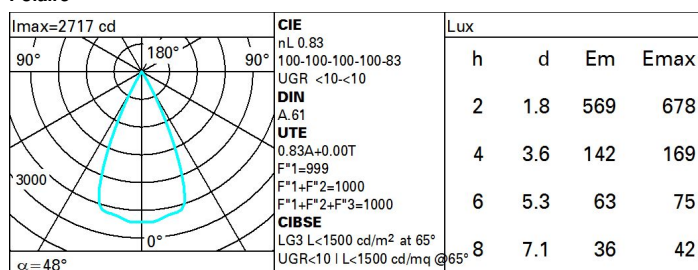 Imax=2717 cd
90°
180°
90°
3000
0°
α=48°
CIE
nL 0.83
100-100-100-100-83
UGR <10-<10
DIN
A.61
UTE
0.83A+0.00T
F"1=999
F"1+F"2=1000
F"1+F"2+F"3=1000
CIBSE
LG3 L<1500 cd/m² at 65°
UGR<10 | L<1500 cd/mq @65°
Lux
h d Em Emax
2 1.8 569 678
4 3.6 142 169
6 5.3 63 75
8 7.1 36 42